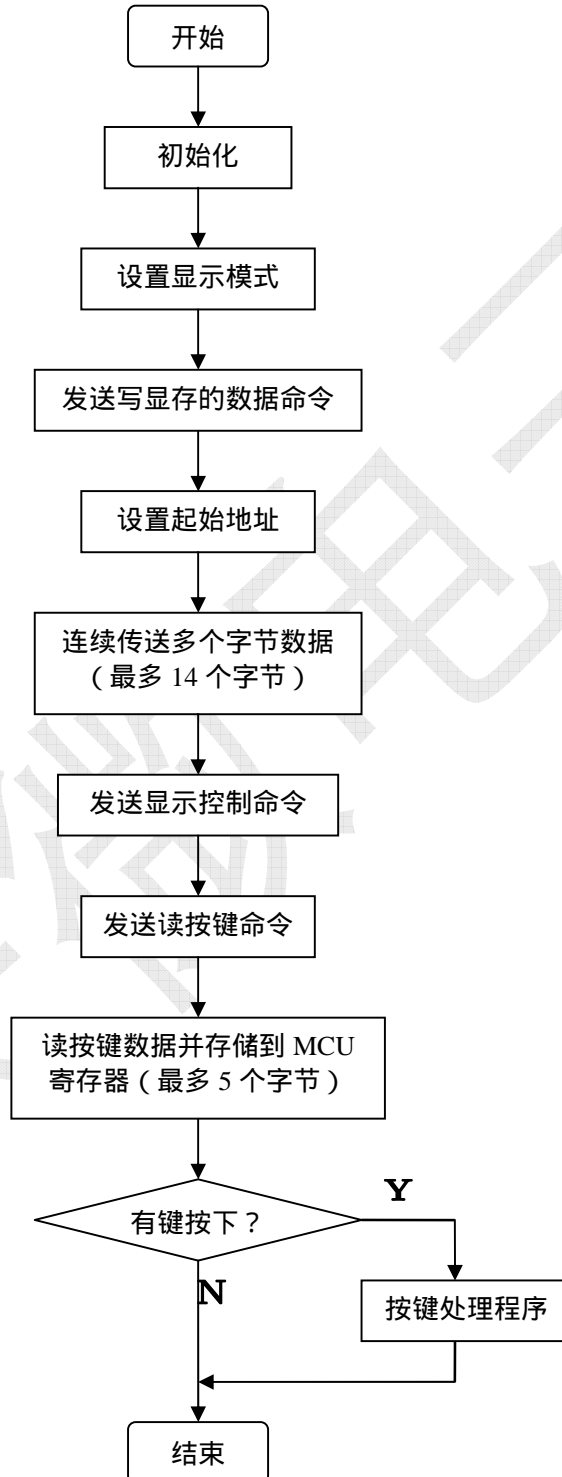 开始
初始化
设置显示模式
发送写显存的数据命令
设置起始地址
连续传送多个字节数据
（最多 14 个字节）
发送显示控制命令
发送读按键命令
读按键数据并存储到 MCU
寄存器（最多 5 个字节）
有键按下？
Y
N
按键处理程序
结束